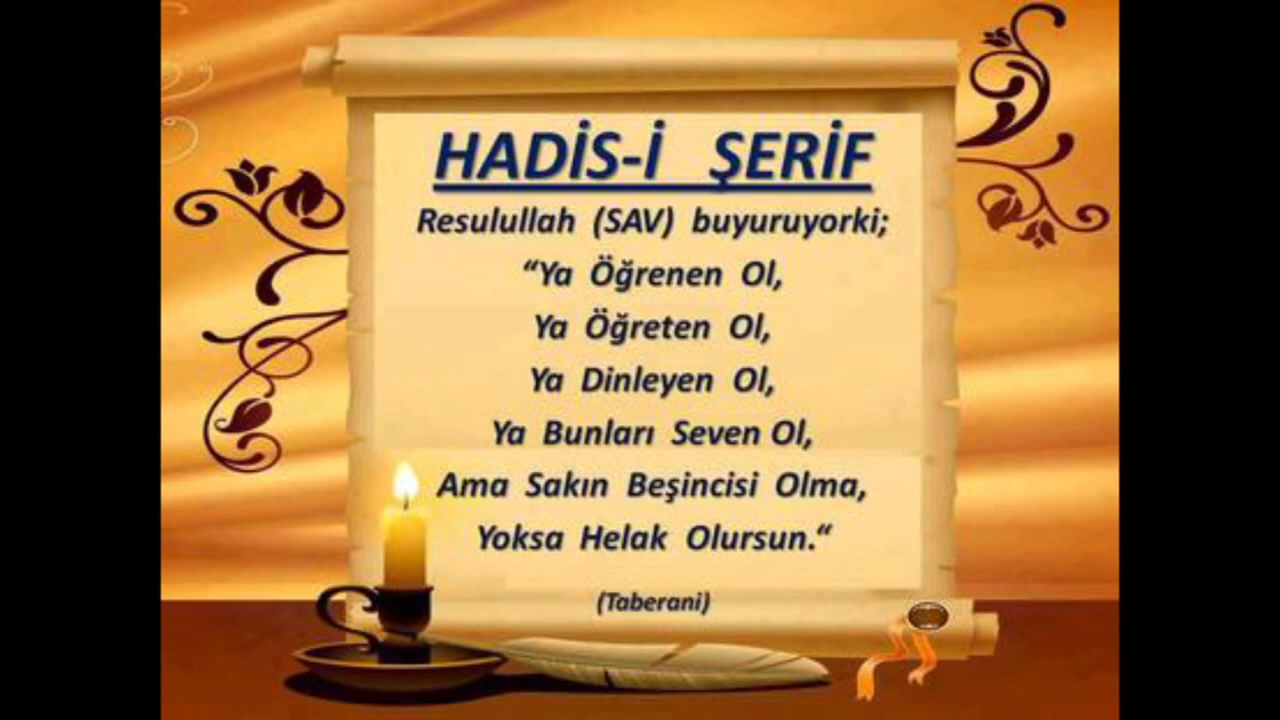 HADİS-İ ŞERİF
Resulullah (SAV) buyuruyorki;
“Ya Öğrenen Ol,
Ya Öğreten Ol,
Ya Dinleyen Ol,
Ya Bunları Seven Ol,
Ama Sakın Beşincisi Olma,
Yoksa Helak Olursun.“
(Taberani)